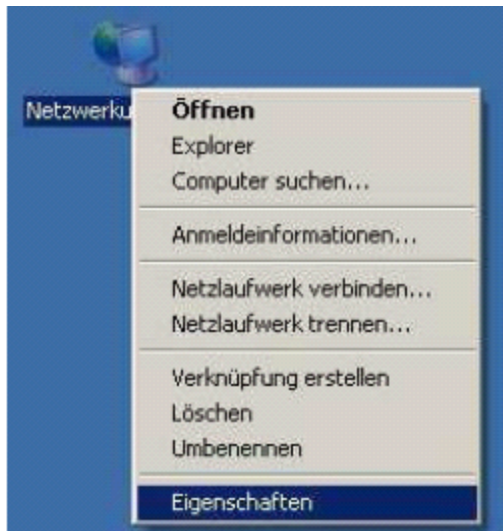 Netzwerku
Öffnen
Explorer
Computer suchen...
Anmeldeinformationen...
Netzlaufwerk verbinden...
Netzlaufwerk trennen...
Verknüpfung erstellen
Löschen
Umbenennen
Eigenschaften